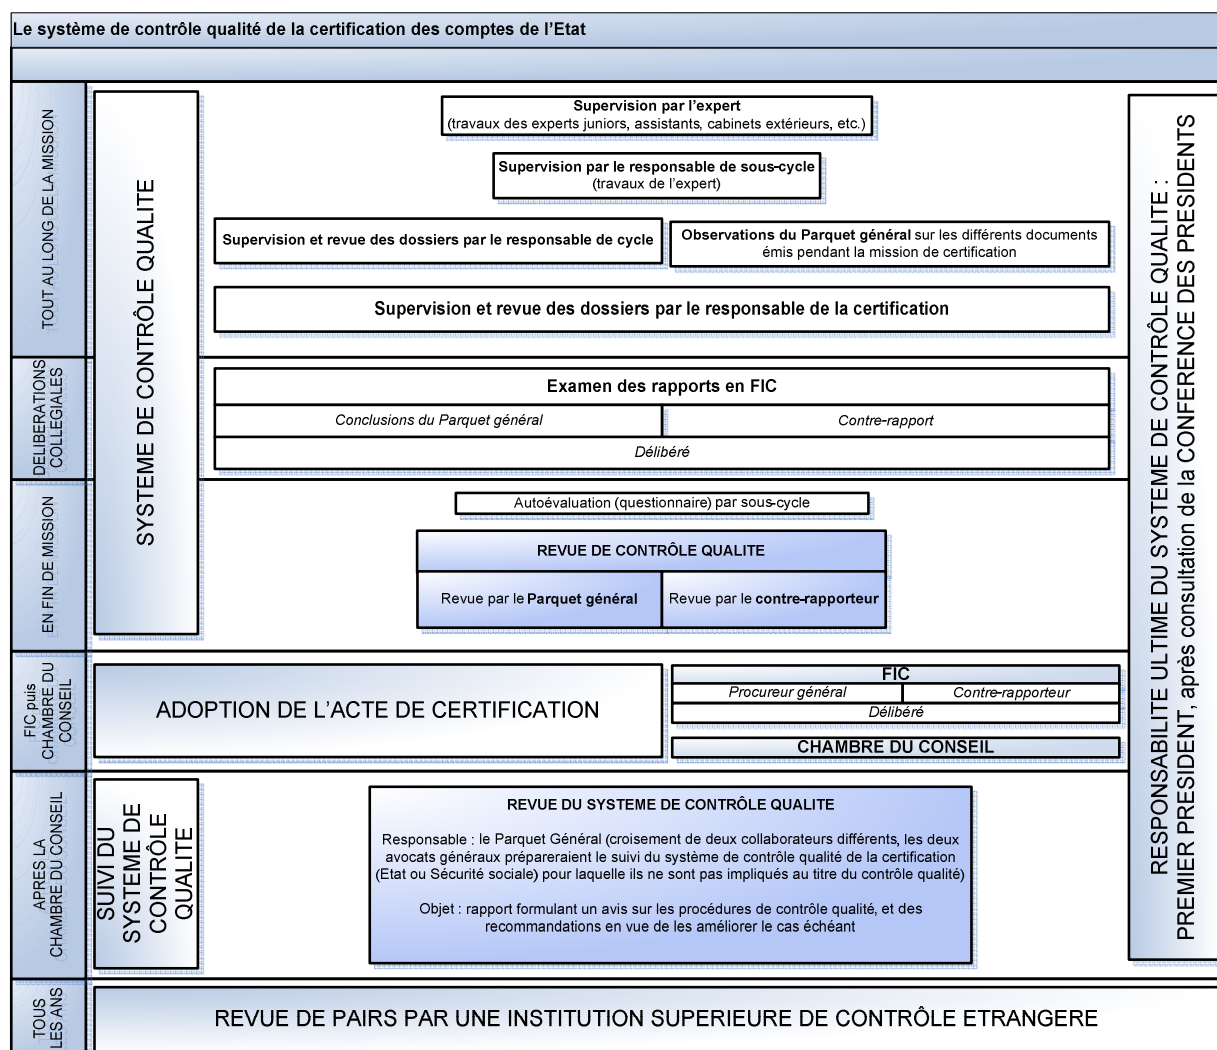 Le système de contrôle qualité de la certification des comptes de l'Etat
TOUT AU LONG DE LA MISSION
SYSTEME DE CONTRÔLE QUALITE
Supervision par l'expert
(travaux des experts juniors, assistants, cabinets extérieurs, etc.)
Supervision par le responsable de sous-cycle
(travaux de l'expert)
Supervision et revue des dossiers par le responsable de cycle
Observations du Parquet général sur les différents documents
émis pendant la mission de certification
Supervision et revue des dossiers par le responsable de la certification
RESPONSABILITE ULTIME DU SYSTEME DE CONTRÔLE QUALITE :
PREMIER PRESIDENT, après consultation de la CONFERENCE DES PRESIDENTS
DELIBERATIONS
COLLEGIALES
Examen des rapports en FIC
Conclusions du Parquet général
Contre-rapport
Délibéré
EN FIN DE MISSION
Autoévaluation (questionnaire) par sous-cycle
REVUE DE CONTRÔLE QUALITE
Revue par le Parquet général
Revue par le contre-rapporteur
FIC puis
CHAMBRE DU
CONSEIL
ADOPTION DE L'ACTE DE CERTIFICATION
FIC
Procureur général
Contre-rapporteur
Délibéré
CHAMBRE DU CONSEIL
APRES LA
CHAMBRE DU CONSEIL
SUIVI DU
SYSTEME DE
CONTRÔLE
QUALITE
REVUE DU SYSTEME DE CONTRÔLE QUALITE
Responsable : le Parquet Général (croisement de deux collaborateurs différents, les deux
avocats généraux prépareraient le suivi du système de contrôle qualité de la certification
(Etat ou Sécurité sociale) pour laquelle ils ne sont pas impliqués au titre du contrôle qualité)
Objet : rapport formulant un avis sur les procédures de contrôle qualité, et des
recommandations en vue de les améliorer le cas échéant
TOUS
LES ANS
REVUE DE PAIRS PAR UNE INSTITUTION SUPERIEURE DE CONTRÔLE ETRANGERE